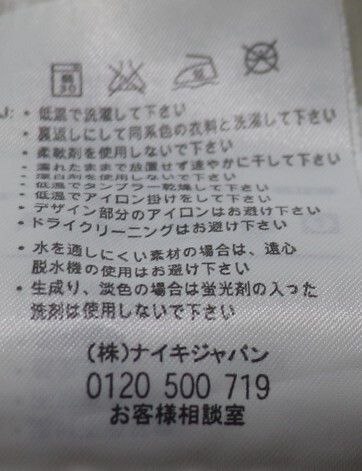 弱
30
J:・低温で洗濯して下さい
・裏返しにして同系色の衣料と洗濯して下さい
・柔軟剤を使用しないで下さい
・濡れたままで放置せず速やかに干して下さい
・漂白剤を使用しないで下さい
・低温でタンブラー乾燥して下さい
・低温でアイロン掛けをして下さい
・デザイン部分のアイロンはお避け下さい
・ドライクリーニングはお避け下さい
・水を通しにくい素材の場合は、遠心
脱水機の使用はお避け下さい
・生成り、淡色の場合は蛍光剤の入った
洗剤は使用しないで下さい
(株)ナイキジャパン
0120 500 719
お客様相談室